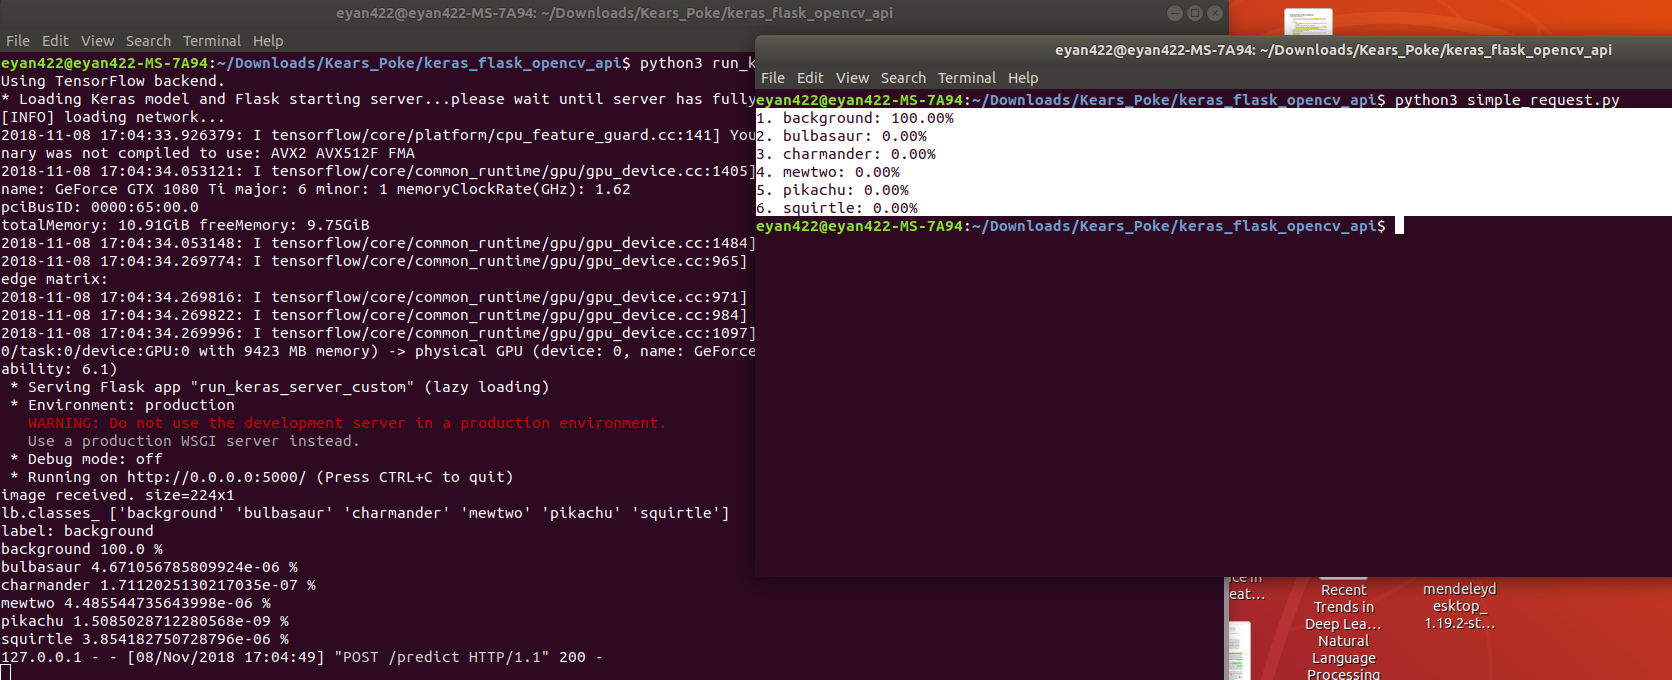 eyan422@eyan422-MS-7A94: ~/Downloads/Kears_Poke/keras_flask_opencv_api
File Edit View Search Terminal Help
eyan422@eyan422-MS-7A94:~/Downloads/Kears_Poke/keras_flask_opencv_api$ python3 run_k
Using TensorFlow backend.
* Loading Keras model and Flask starting server...please wait until server has fully
[INFO] loading network...
2018-11-08 17:04:33.926379: I tensorflow/core/platform/cpu_feature_guard.cc:141] You
nary was not compiled to use: AVX2 AVX512F FMA
2018-11-08 17:04:34.053121: I tensorflow/core/common_runtime/gpu/gpu_device.cc:1405]
name: GeForce GTX 1080 Ti major: 6 minor: 1 memoryClockRate(GHz): 1.62
pciBusID: 0000:65:00.0
totalMemory: 10.91GiB freeMemory: 9.75GiB
2018-11-08 17:04:34.053148: I tensorflow/core/common_runtime/gpu/gpu_device.cc:1484]
2018-11-08 17:04:34.269774: I tensorflow/core/common_runtime/gpu/gpu_device.cc:965]
edge matrix:
2018-11-08 17:04:34.269816: I tensorflow/core/common_runtime/gpu/gpu_device.cc:971]
2018-11-08 17:04:34.269822: I tensorflow/core/common_runtime/gpu/gpu_device.cc:984]
2018-11-08 17:04:34.269996: I tensorflow/core/common_runtime/gpu/gpu_device.cc:1097]
0/task:0/device:GPU:0 with 9423 MB memory) -> physical GPU (device: 0, name: GeForce
ability: 6.1)
* Serving Flask app "run_keras_server_custom" (lazy loading)
* Environment: production
WARNING: Do not use the development server in a production environment.
Use a production WSGI server instead.
* Debug mode: off
* Running on http://0.0.0.0:5000/ (Press CTRL+C to quit)
image received. size=224x1
lb.classes_ ['background' 'bulbasaur' 'charmander' 'mewtwo' 'pikachu' 'squirtle']
label: background
background 100.0 %
bulbasaur 4.671056785809924e-06 %
charmander 1.7112025130217035e-07 %
mewtwo 4.485544735643998e-06 %
pikachu 1.5085028712280568e-09 %
squirtle 3.854182750728796e-06 %
127.0.0.1 - - [08/Nov/2018 17:04:49] "POST /predict HTTP/1.1" 200 -
eyan422@eyan422-MS-7A94: ~/Downloads/Kears_Poke/keras_flask_opencv_api
File Edit View Search Terminal Help
eyan422@eyan422-MS-7A94:~/Downloads/Kears_Poke/keras_flask_opencv_api$ python3 simple_request.py
1. background: 100.00%
2. bulbasaur: 0.00%
3. charmander: 0.00%
4. mewtwo: 0.00%
5. pikachu: 0.00%
6. squirtle: 0.00%
eyan422@eyan422-MS-7A94:~/Downloads/Kears_Poke/keras_flask_opencv_api$
eat...
Recent
Trends in
Deep Lea...
Natural
Language
Processing
mendeleyd
esktop_
1.19.2-st...